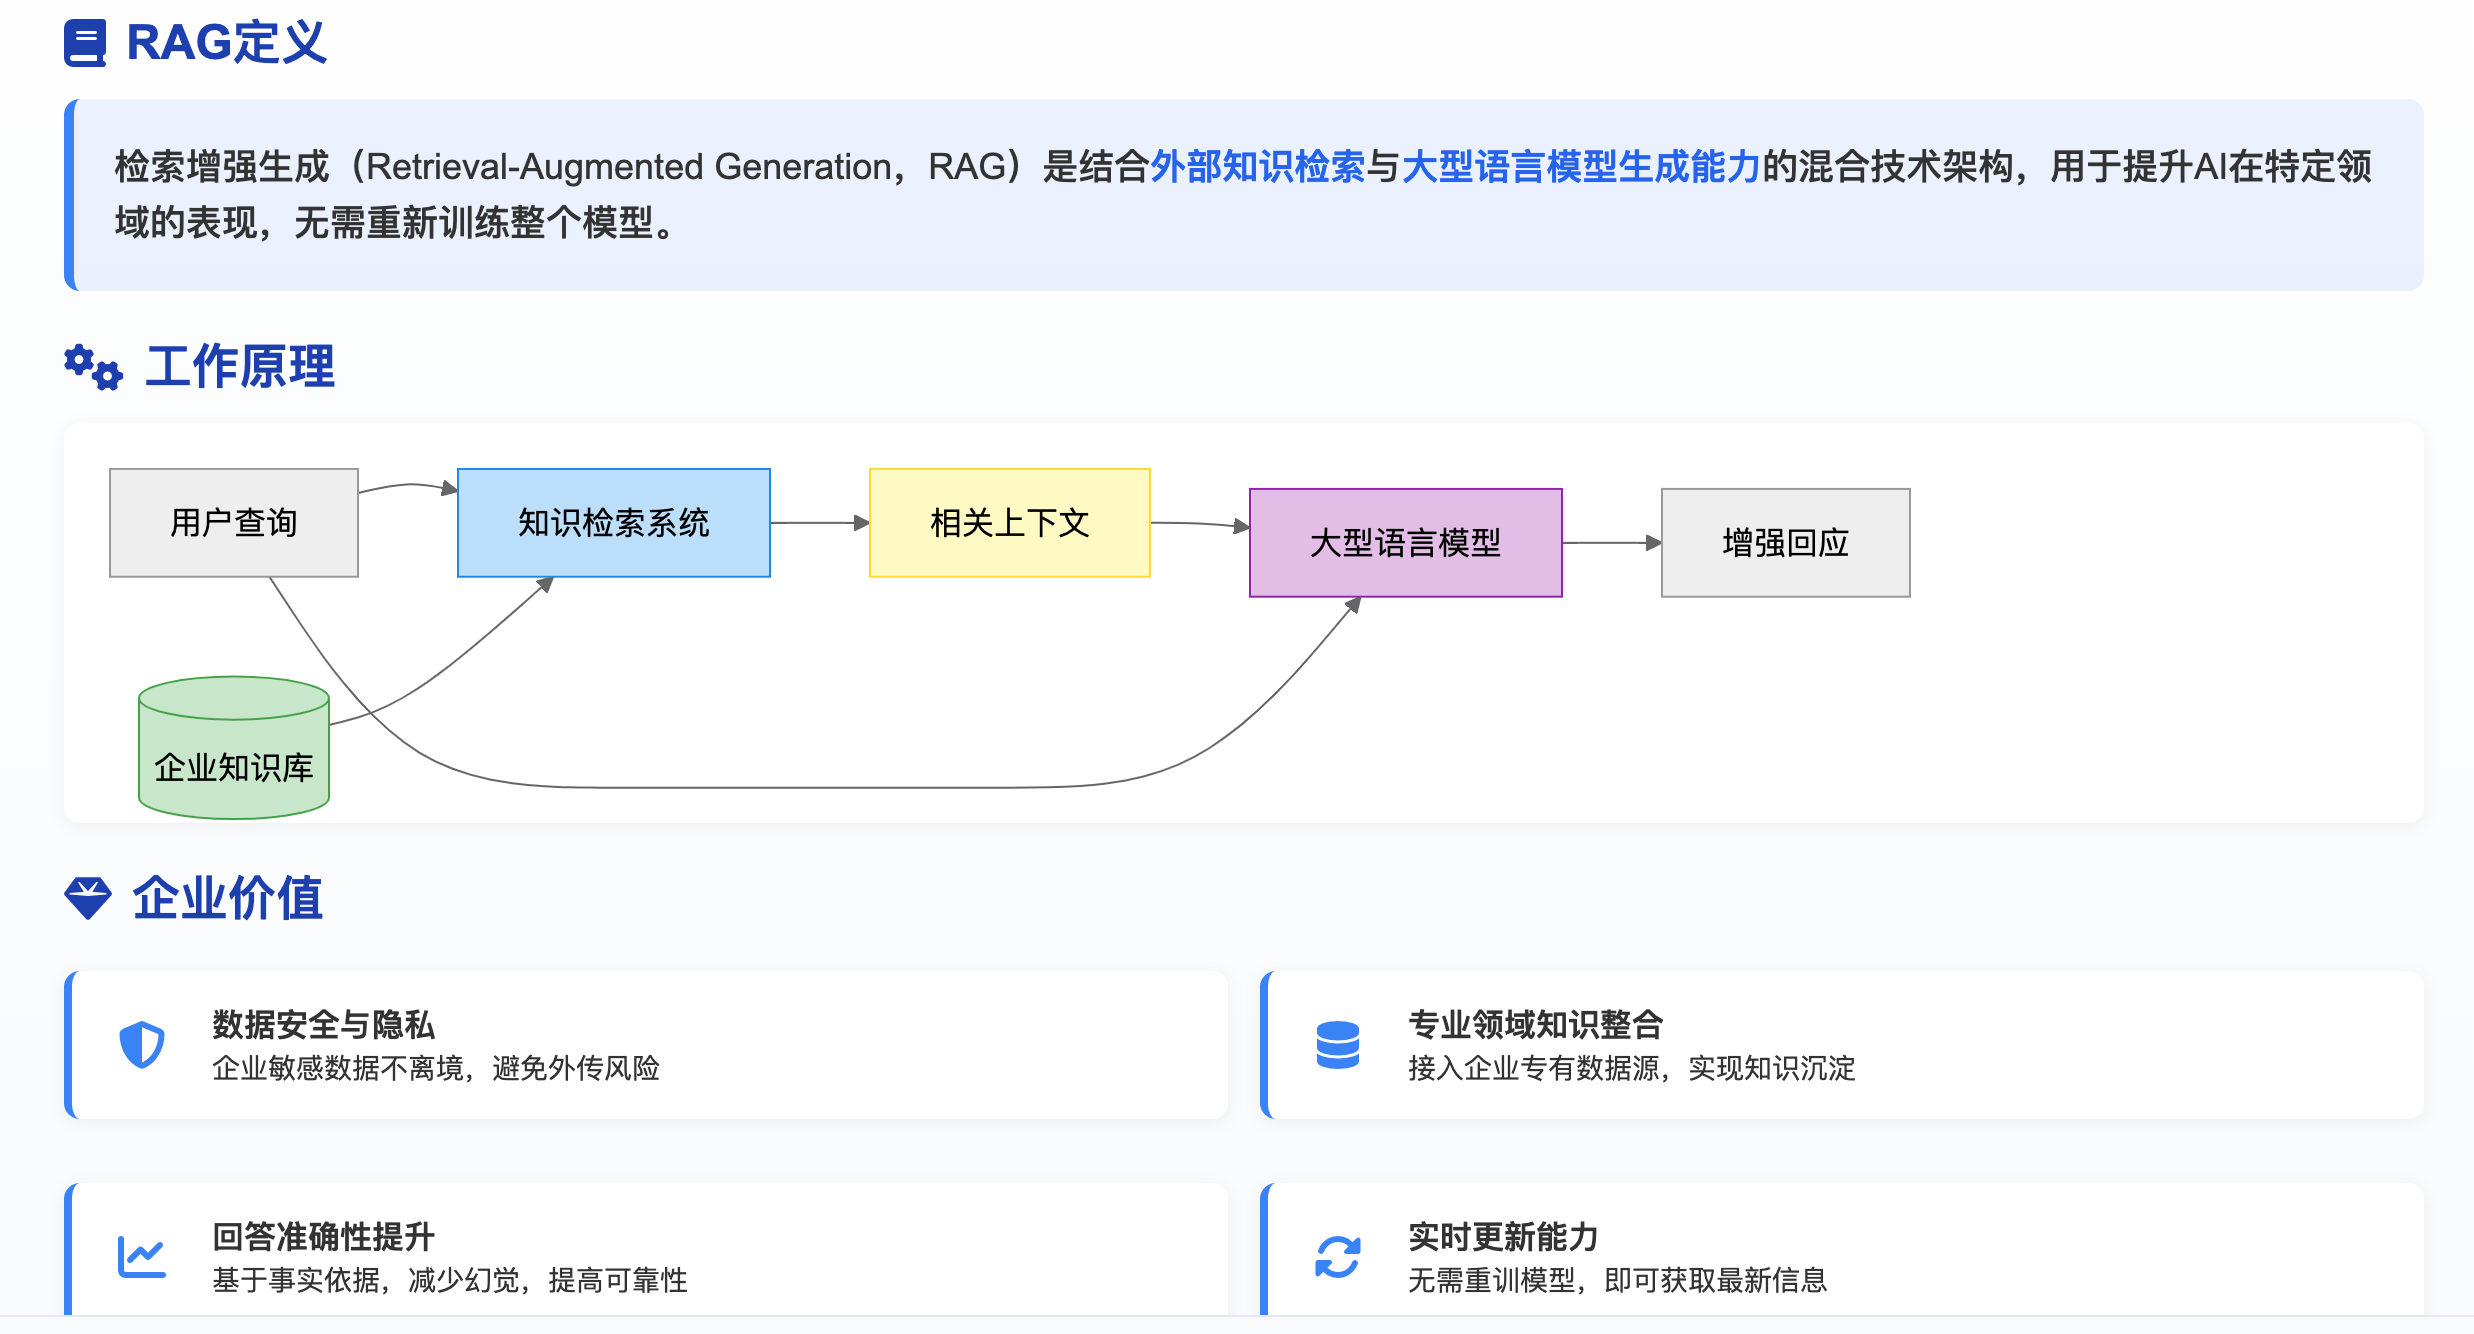 RAG定义
检索增强生成（Retrieval-Augmented Generation，RAG）是结合外部知识检索与大型语言模型生成能力的混合技术架构，用于提升AI在特定领
域的表现，无需重新训练整个模型。
工作原理
用户查询
知识检索系统
相关上下文
大型语言模型
增强回应
企业知识库
企业价值
数据安全与隐私
企业敏感数据不离境，避免外传风险
专业领域知识整合
接入企业专有数据源，实现知识沉淀
回答准确性提升
基于事实依据，减少幻觉，提高可靠性
实时更新能力
无需重训模型，即可获取最新信息